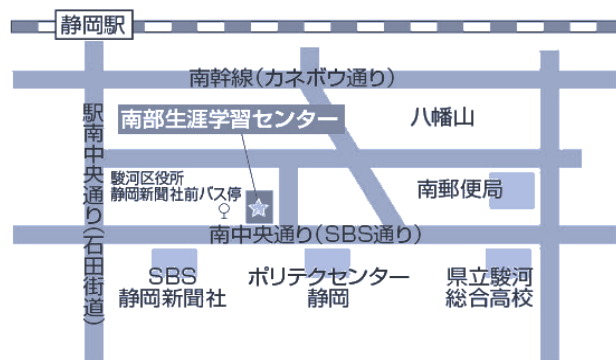 静岡駅
南幹線(カネボウ通り)
南部生涯学習センター
八幡山
駅南中央通り(石田街道)
駿河区役所
静岡新聞社前バス停
南郵便局
南中央通り(SBS通り)
SBS
静岡新聞社
ポリテクセンター
静岡
県立駿河
総合高校